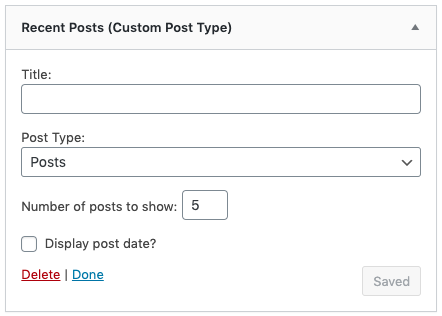 Recent Posts (Custom Post Type)
Title:
Post Type:
Posts
Number of posts to show: 5
Display post date?
Delete | Done
Saved